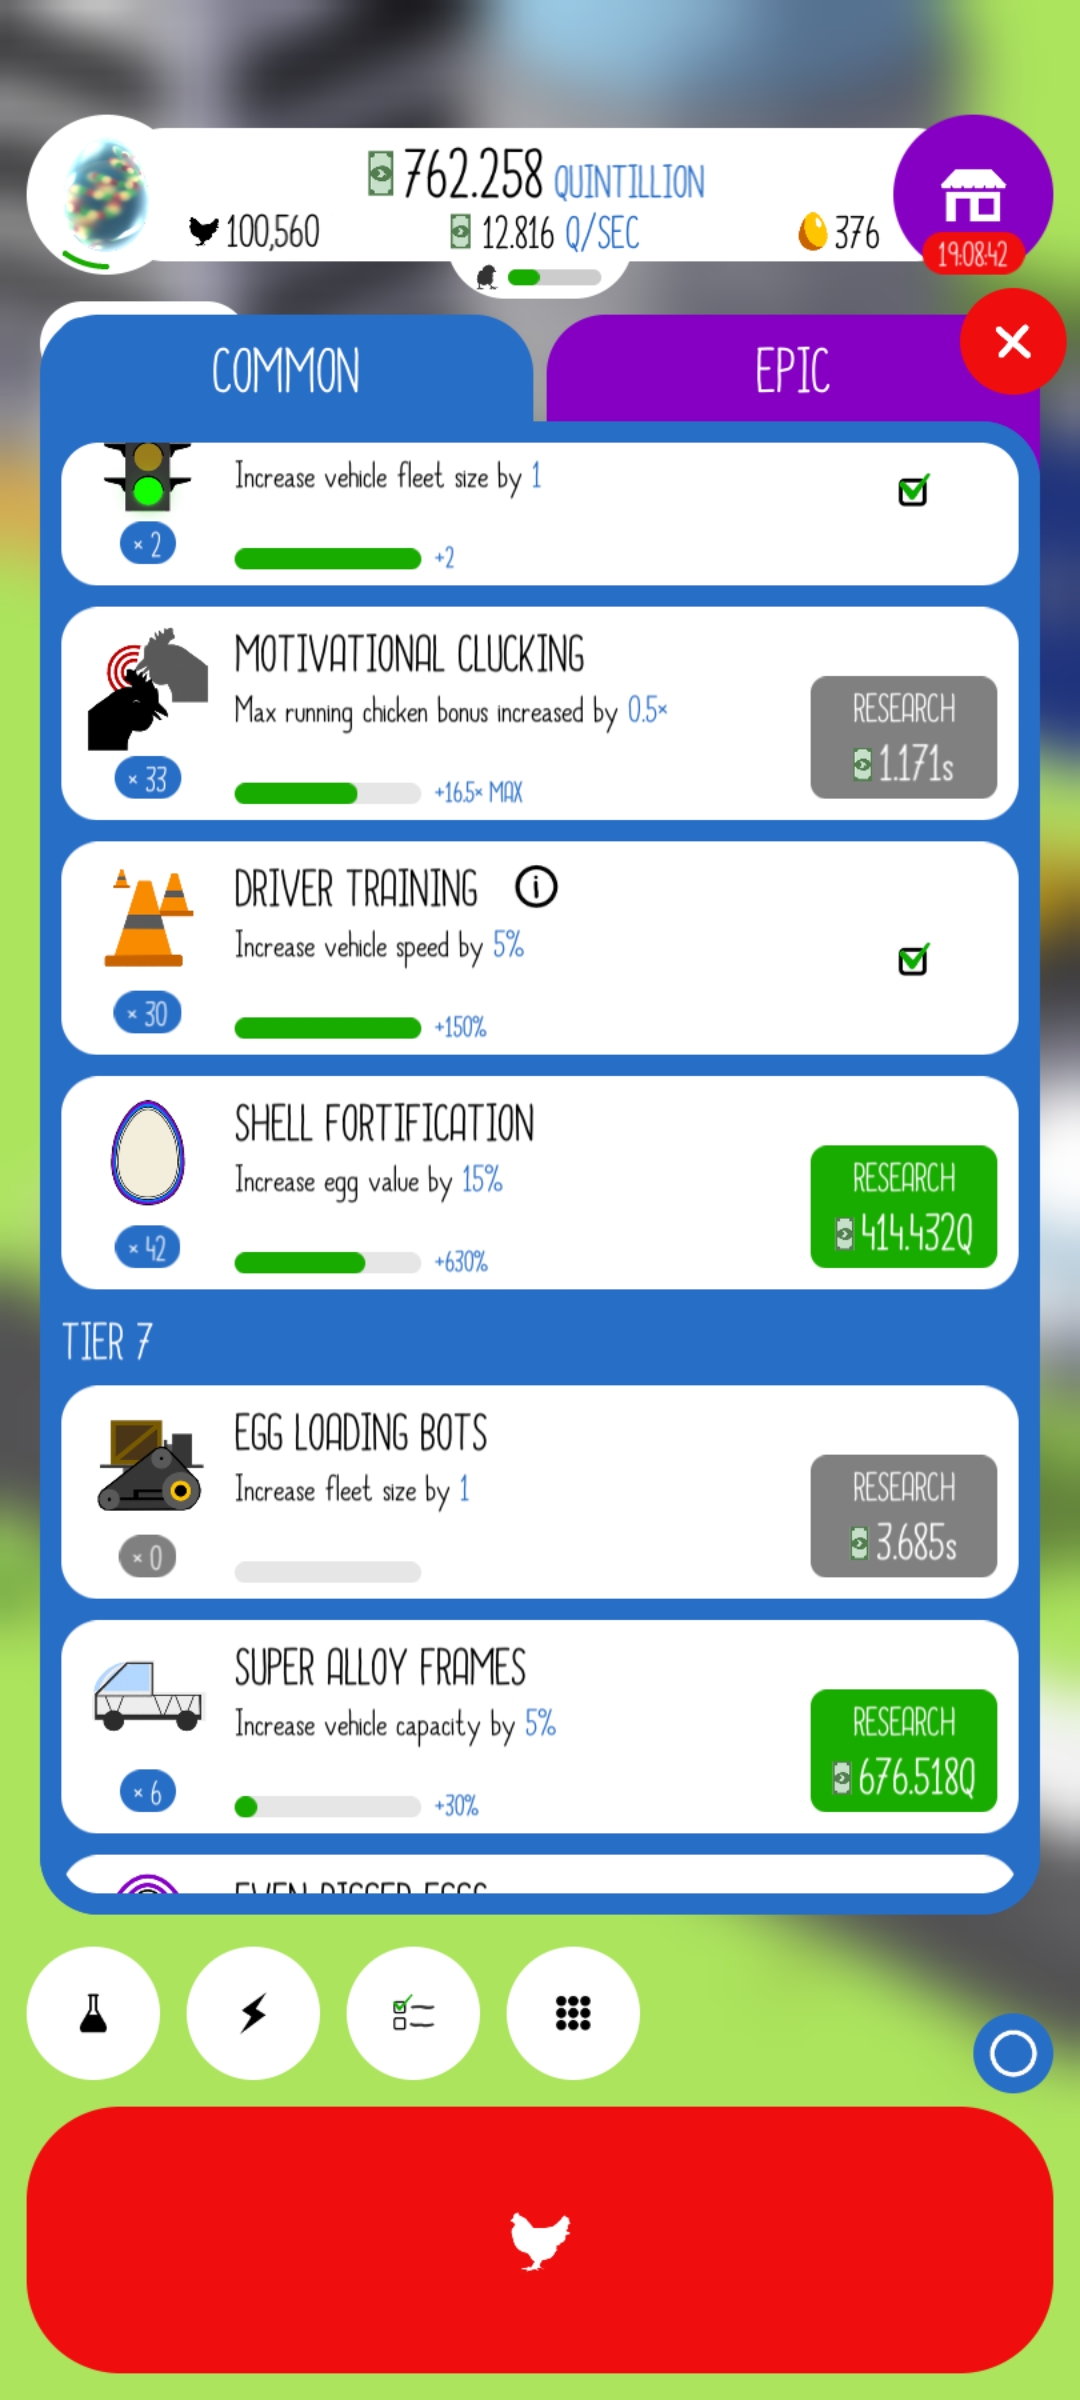 762.258 QUINTILLION
100,560
12.816 Q/SEC
376
19:08:42
COMMON
EPIC
Increase vehicle fleet size by 1
× 2
+2
MOTIVATIONAL CLUCKING
Max running chicken bonus increased by 0.5×
RESEARCH
1.171s
× 33
+16.5× MAX
DRIVER TRAINING
Increase vehicle speed by 5%
× 30
+150%
SHELL FORTIFICATION
Increase egg value by 15%
RESEARCH
414.432Q
× 42
+630%
TIER 7
EGG LOADING BOTS
Increase fleet size by 1
RESEARCH
3.685s
× 0
SUPER ALLOY FRAMES
Increase vehicle capacity by 5%
RESEARCH
676.518Q
× 6
+30%
EVEN BIGGER EGGS